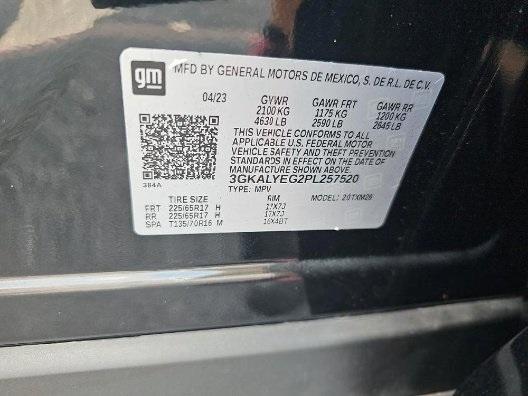 gm MFD BY GENERAL MOTORS DE MEXICO, S. DE R.L. DE C.V.
04/23 GVWR GAWR FRT GAWR RR
2100 KG 1175 KG 1200 KG
4630 LB 2590 LB 2645 LB
THIS VEHICLE CONFORMS TO ALL
APPLICABLE U.S. FEDERAL MOTOR
VEHICLE SAFETY AND THEFT PREVENTION
STANDARDS IN EFFECT ON THE DATE OF
MANUFACTURE SHOWN ABOVE.
384A 3GKALYEG2PL257520
TYPE: MPV MODEL:
TIRE SIZE RIM
FRT 225/65R17 H 17X7J
RR 225/65R17 H 17X7J
SPA T135/70R16 M 16X4BT